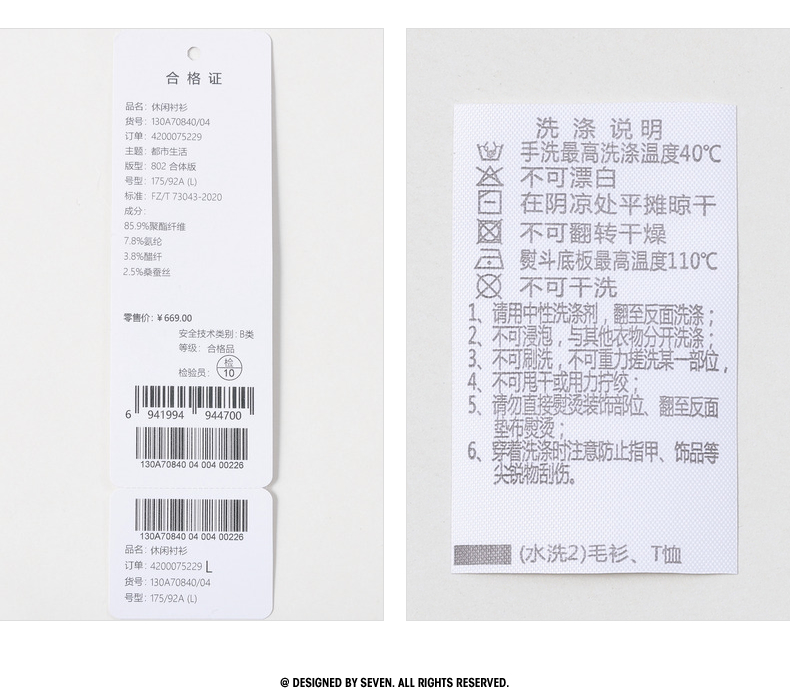 合格证
品名: 休闲衬衫
货号: 130A70840/04
订单: 4200075229
主题: 都市生活
版型: 802 合体版
号型: 175/92A (L)
标准: FZ/T 73043-2020
成分:
85.9%聚酯纤维
7.8%氨纶
3.8%醋纤
2.5%桑蚕丝
零售价: ¥669.00
安全技术类别: B类
等级: 合格品
检验员: 检
10
6 941994 944700
130A70840 04 004 00226
130A70840 04 004 00226
品名: 休闲衬衫
订单: 4200075229 L
货号: 130A70840/04
号型: 175/92A (L)
洗涤说明
手洗最高洗涤温度40℃
不可漂白
在阴凉处平摊晾干
不可翻转干燥
熨斗底板最高温度110℃
不可干洗
1、请用中性洗涤剂，翻至反面洗涤；
2、不可浸泡，与其他衣物分开洗涤；
3、不可刷洗，不可重力搓洗某一部位，
4、不可甩干或用力拧绞；
5、请勿直接熨烫装饰部位、翻至反面
垫布熨烫；
6、穿着洗涤时注意防止指甲、饰品等
尖锐物刮伤。
(水洗2)毛衫、T恤
@ DESIGNED BY SEVEN. ALL RIGHTS RESERVED.